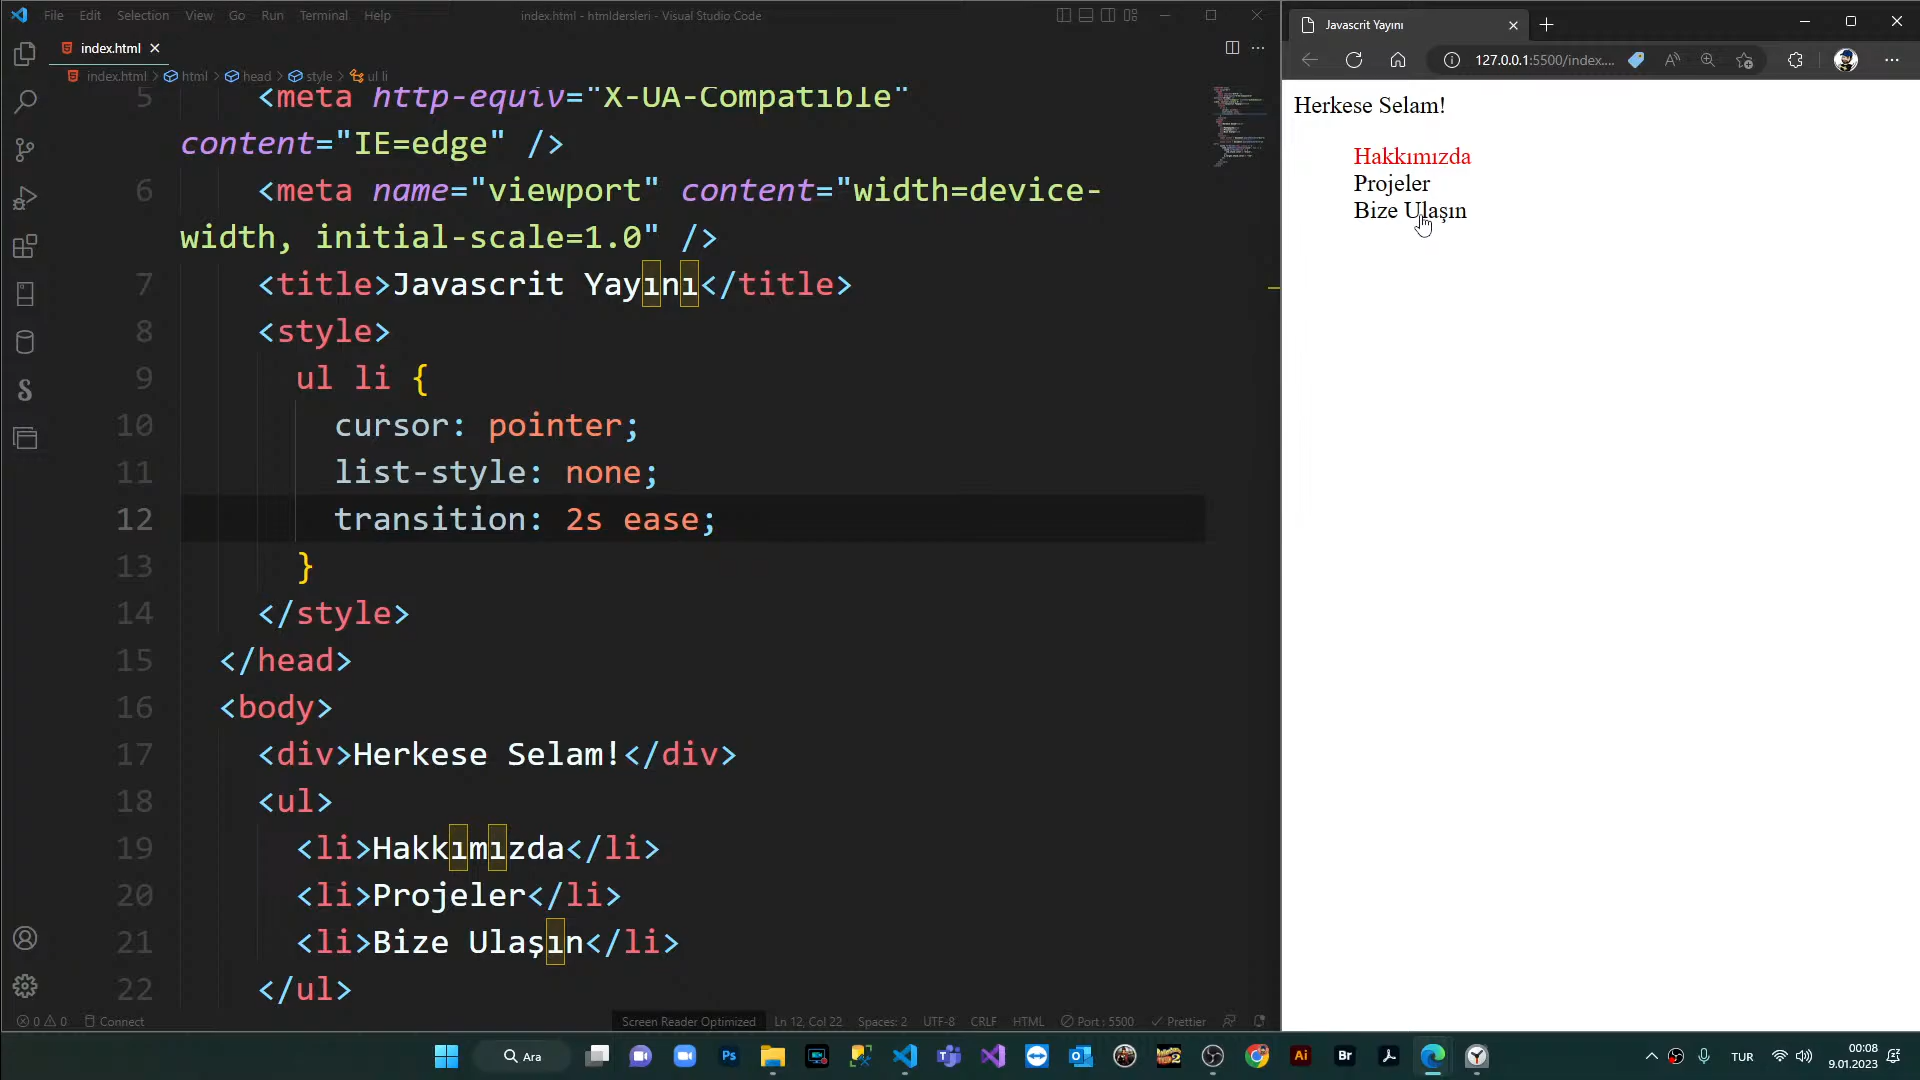 File Edit Selection View Go Run Terminal Help
index.html - htmldersleri - Visual Studio Code
index.html
index.html > html > head > style > ul li
5 <meta http-equiv="X-UA-Compatible"
content="IE=edge" />
6 <meta name="viewport" content="width=device-
width, initial-scale=1.0" />
7 <title>Javascrit Yayını</title>
8 <style>
9 ul li {
10 cursor: pointer;
11 list-style: none;
12 transition: 2s ease;
13 }
14 </style>
15 </head>
16 <body>
17 <div>Herkese Selam!</div>
18 <ul>
19 <li>Hakkımızda</li>
20 <li>Projeler</li>
21 <li>Bize Ulaşın</li>
22 </ul>
0 0 Connect
Screen Reader Optimized Ln 12, Col 22 Spaces: 2 UTF-8 CRLF HTML Port : 5500 Prettier
Javascrit Yayını
127.0.0.1:5500/index....
Herkese Selam!
Hakkımızda
Projeler
Bize Ulaşın
Ara
Ps
Ai
Br
TUR
00:08
9.01.2023